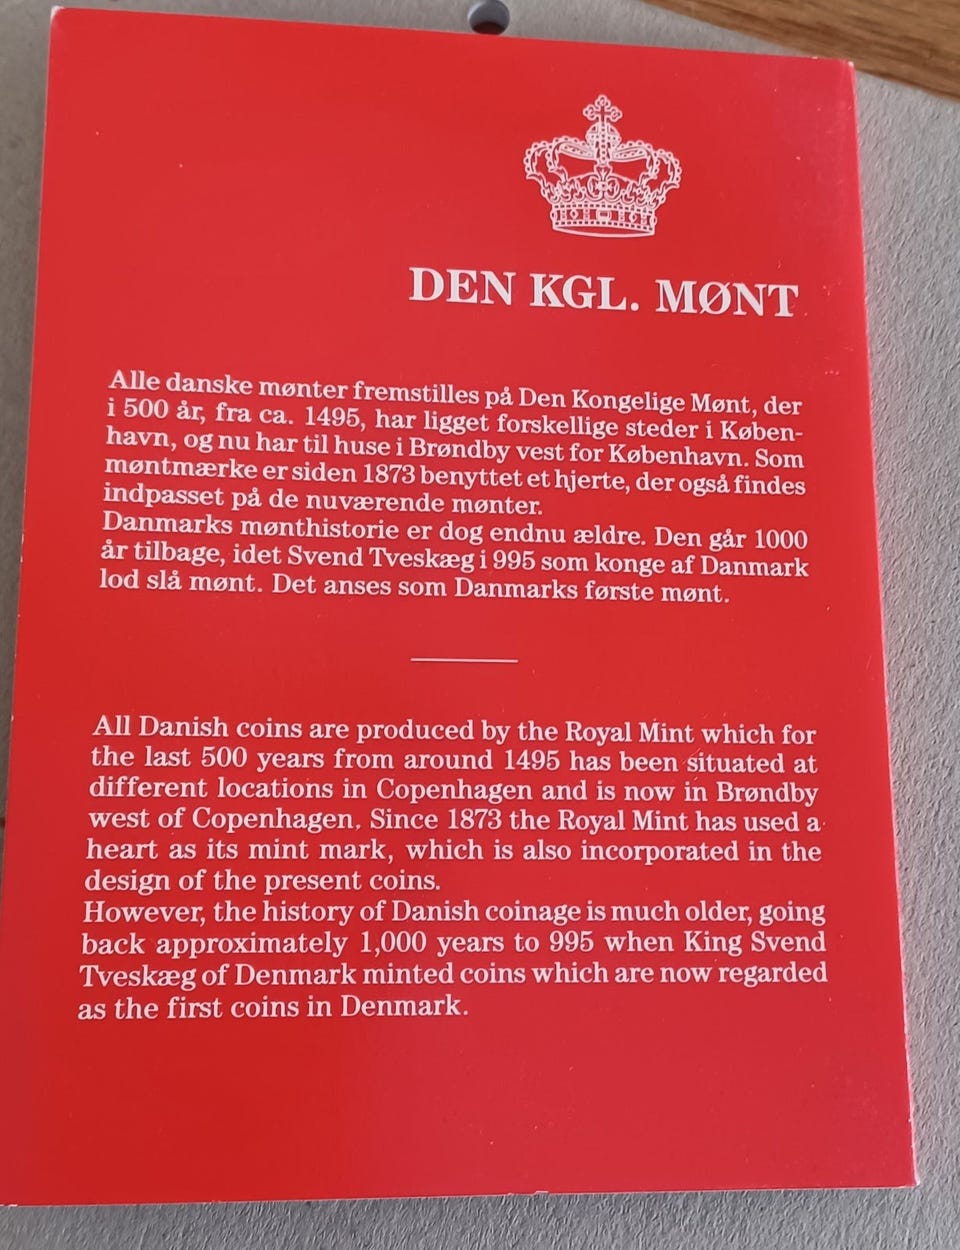 DEN KGL. MØNT
Alle danske mønter fremstilles på Den Kongelige Mønt, der
i 500 år, fra ca. 1495, har ligget forskellige steder i Køben-
havn, og nu har til huse i Brøndby vest for København. Som
møntmærke er siden 1873 benyttet et hjerte, der også findes
indpasset på de nuværende mønter.
Danmarks mønthistorie er dog endnu ældre. Den går 1000
år tilbage, idet Svend Tveskæg i 995 som konge af Danmark
lod slå mønt. Det anses som Danmarks første mønt.
All Danish coins are produced by the Royal Mint which for
the last 500 years from around 1495 has been situated at
different locations in Copenhagen and is now in Brøndby
west of Copenhagen. Since 1873 the Royal Mint has used a
heart as its mint mark, which is also incorporated in the
design of the present coins.
However, the history of Danish coinage is much older, going
back approximately 1,000 years to 995 when King Svend
Tveskæg of Denmark minted coins which are now regarded
as the first coins in Denmark.